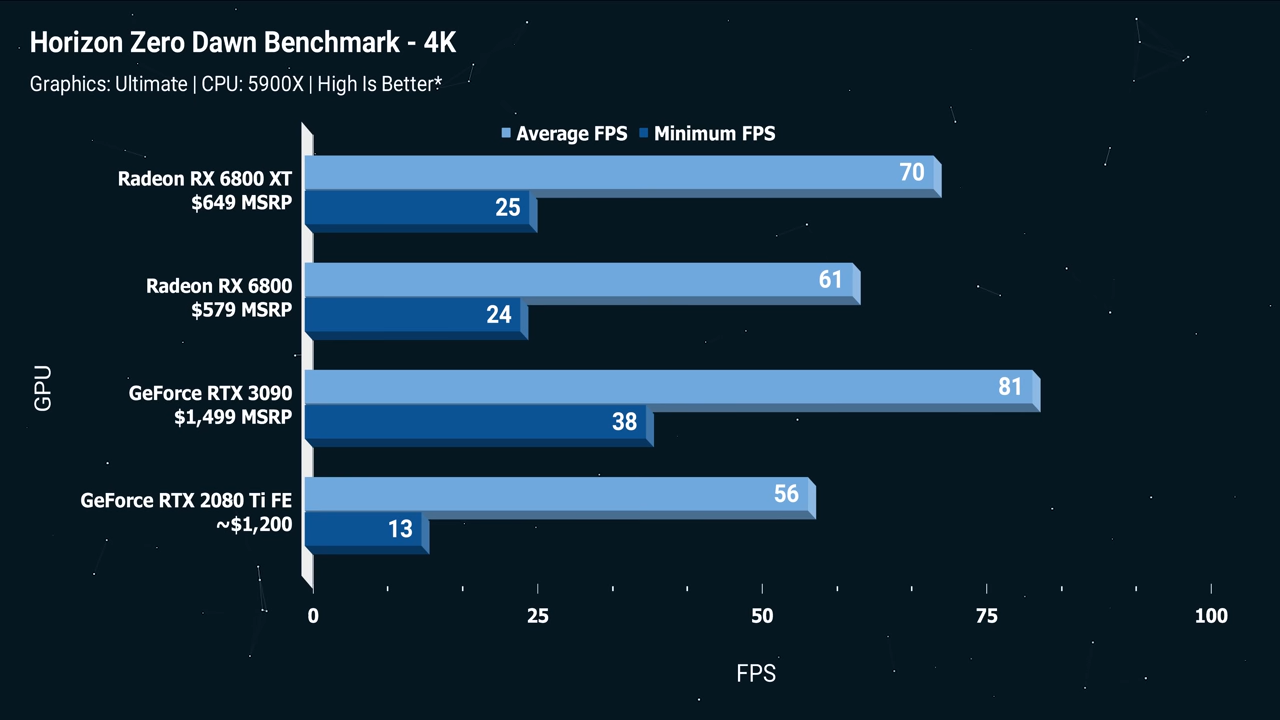 Horizon Zero Dawn Benchmark - 4K
Graphics: Ultimate | CPU: 5900X | High Is Better*
Average FPS Minimum FPS
Radeon RX 6800 XT
$649 MSRP
70
25
Radeon RX 6800
$579 MSRP
61
24
GeForce RTX 3090
$1,499 MSRP
81
38
GeForce RTX 2080 Ti FE
~$1,200
56
13
GPU
0 25 50 75 100
FPS